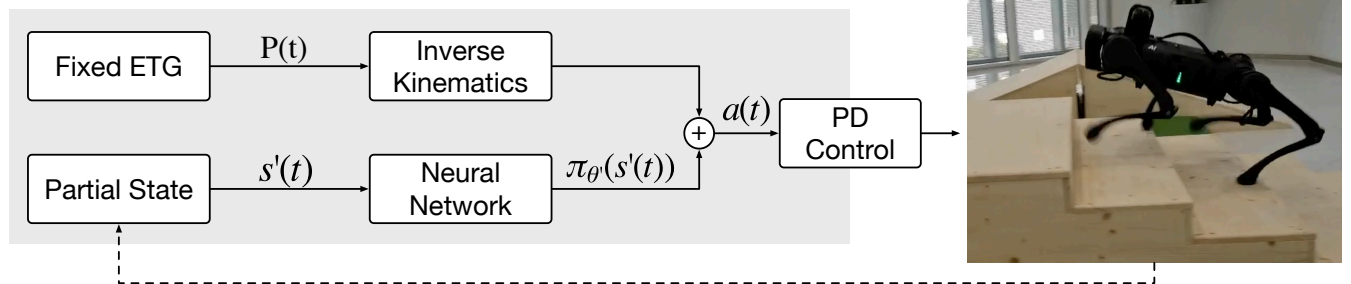 Fixed ETG
P(t)
Inverse
Kinematics
+
a(t)
PD
Control
Partial State
s'(t)
Neural
Network
π_θ'(s'(t))